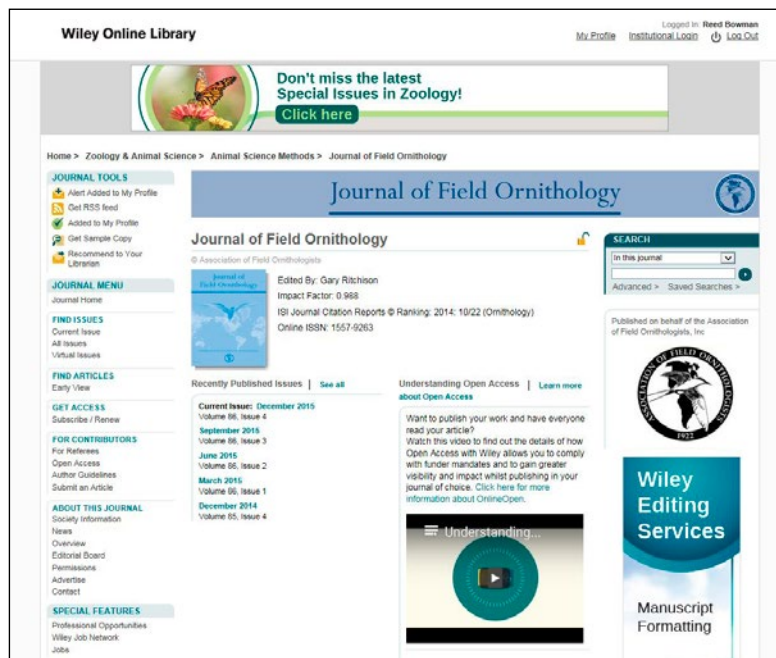 Wiley Online Library
Logged in: Reed Bowman
My Profile Institutional Login Log Out
Don't miss the latest
Special Issues in Zoology!
Click here
Home > Zoology & Animal Science > Animal Science Methods > Journal of Field Ornithology
JOURNAL TOOLS
Alert Added to My Profile
Get RSS feed
Added to My Profile
Get Sample Copy
Recommend to Your
Librarian
JOURNAL MENU
Journal Home
FIND ISSUES
Current Issue
All Issues
Virtual Issues
FIND ARTICLES
Early View
GET ACCESS
Subscribe / Renew
FOR CONTRIBUTORS
For Referees
Open Access
Author Guidelines
Submit an Article
ABOUT THIS JOURNAL
Society Information
News
Overview
Editorial Board
Permissions
Advertise
Contact
SPECIAL FEATURES
Professional Opportunities
Wiley Job Network
Jobs
Journal of Field Ornithology
Journal of Field Ornithology
© Association of Field Ornithologists
Journal of
Field Ornithology
Edited By: Gary Ritchison
Impact Factor: 0.988
ISI Journal Citation Reports © Ranking: 2014: 10/22 (Ornithology)
Online ISSN: 1557-9263
Recently Published Issues | See all
Current Issue: December 2015
Volume 86, Issue 4
September 2015
Volume 86, Issue 3
June 2015
Volume 86, Issue 2
March 2015
Volume 86, Issue 1
December 2014
Volume 85, Issue 4
Understanding Open Access | Learn more
about Open Access
Want to publish your work and have everyone
read your article?
Watch this video to find out the details of how
Open Access with Wiley allows you to comply
with funder mandates and to gain greater
visibility and impact whilst publishing in your
journal of choice. Click here for more
information about OnlineOpen.
Understanding...
SEARCH
In this journal
Advanced > Saved Searches >
Published on behalf of the Association
of Field Ornithologists, Inc
ASSOCIATION OF FIELD ORNITHOLOGISTS
1922
Wiley
Editing
Services
Manuscript
Formatting